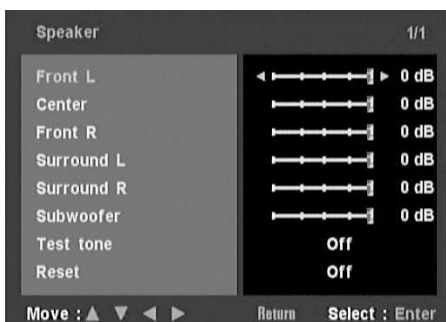 Speaker 1/1
Front L 0 dB
Center 0 dB
Front R 0 dB
Surround L 0 dB
Surround R 0 dB
Subwoofer 0 dB
Test tone Off
Reset Off
Move : ▲ ▼ ◀ ▶ Return Select : Enter